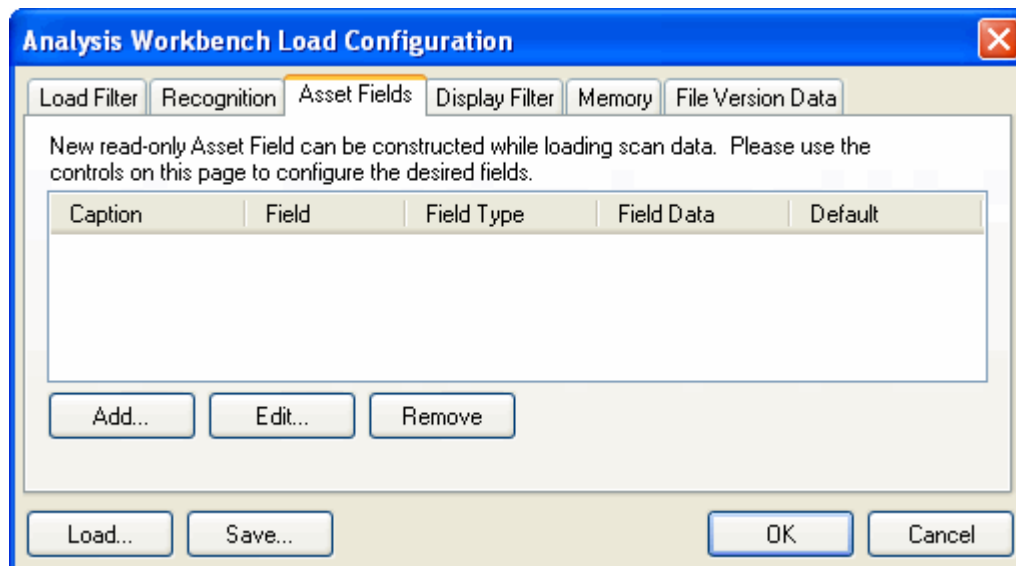 Analysis Workbench Load Configuration
Load Filter Recognition Asset Fields Display Filter Memory File Version Data
New read-only Asset Field can be constructed while loading scan data. Please use the
controls on this page to configure the desired fields.
Caption Field Field Type Field Data Default
Add... Edit... Remove
Load... Save... OK Cancel